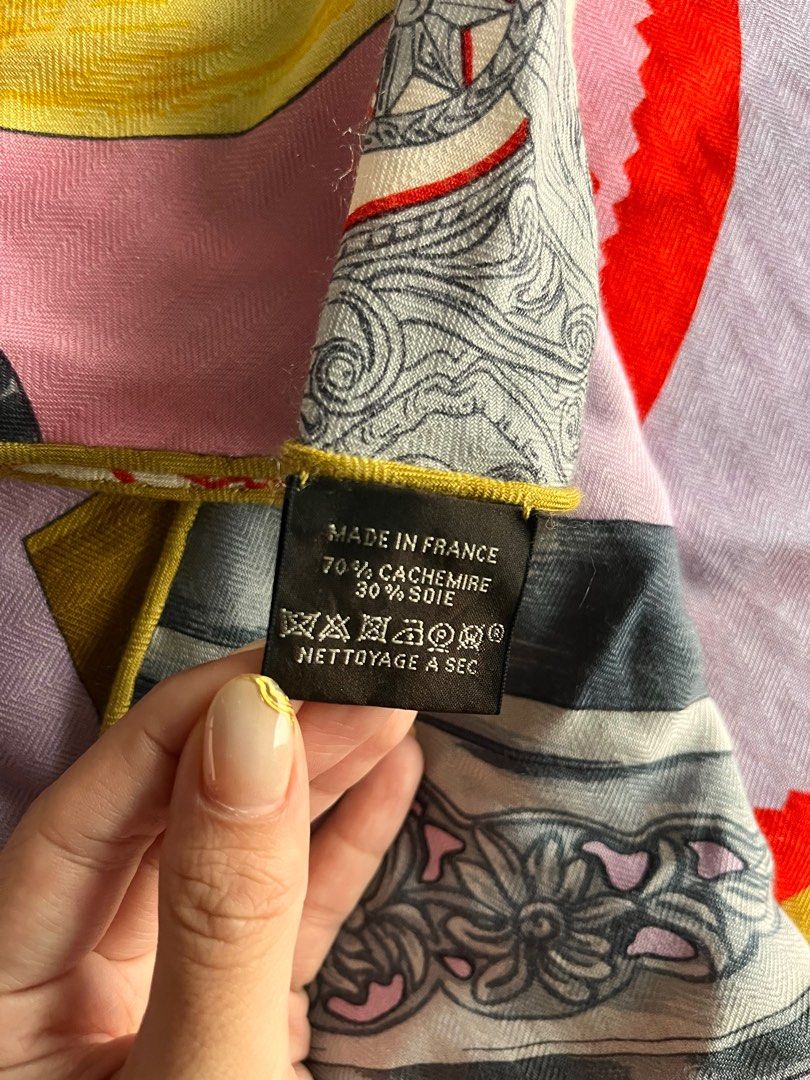 MADE IN FRANCE
70% CACHEMIRE
30% SOIE
P ®
NETTOYAGE A SEC